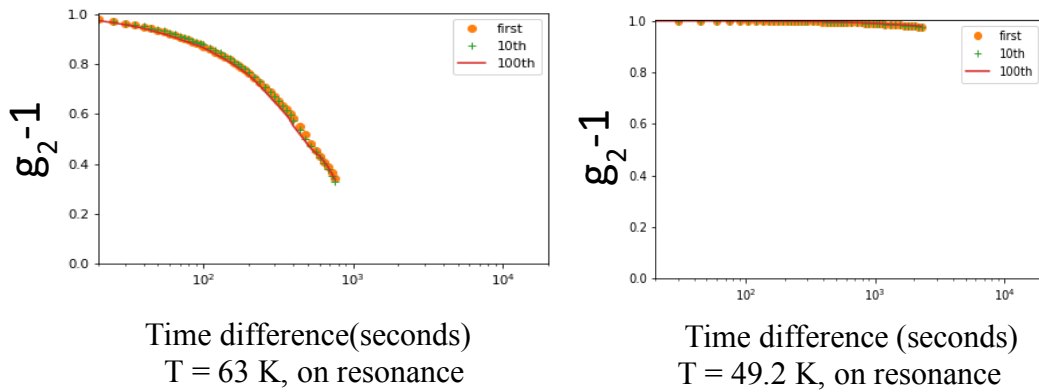 1.0
0.8
0.6
0.4
0.2
0.0
g₂-1
first
10th
100th
10² 10³ 10⁴
Time difference(seconds)
T = 63 K, on resonance
1.0
0.8
0.6
0.4
0.2
0.0
g₂-1
first
10th
100th
10² 10³ 10⁴
Time difference (seconds)
T = 49.2 K, on resonance